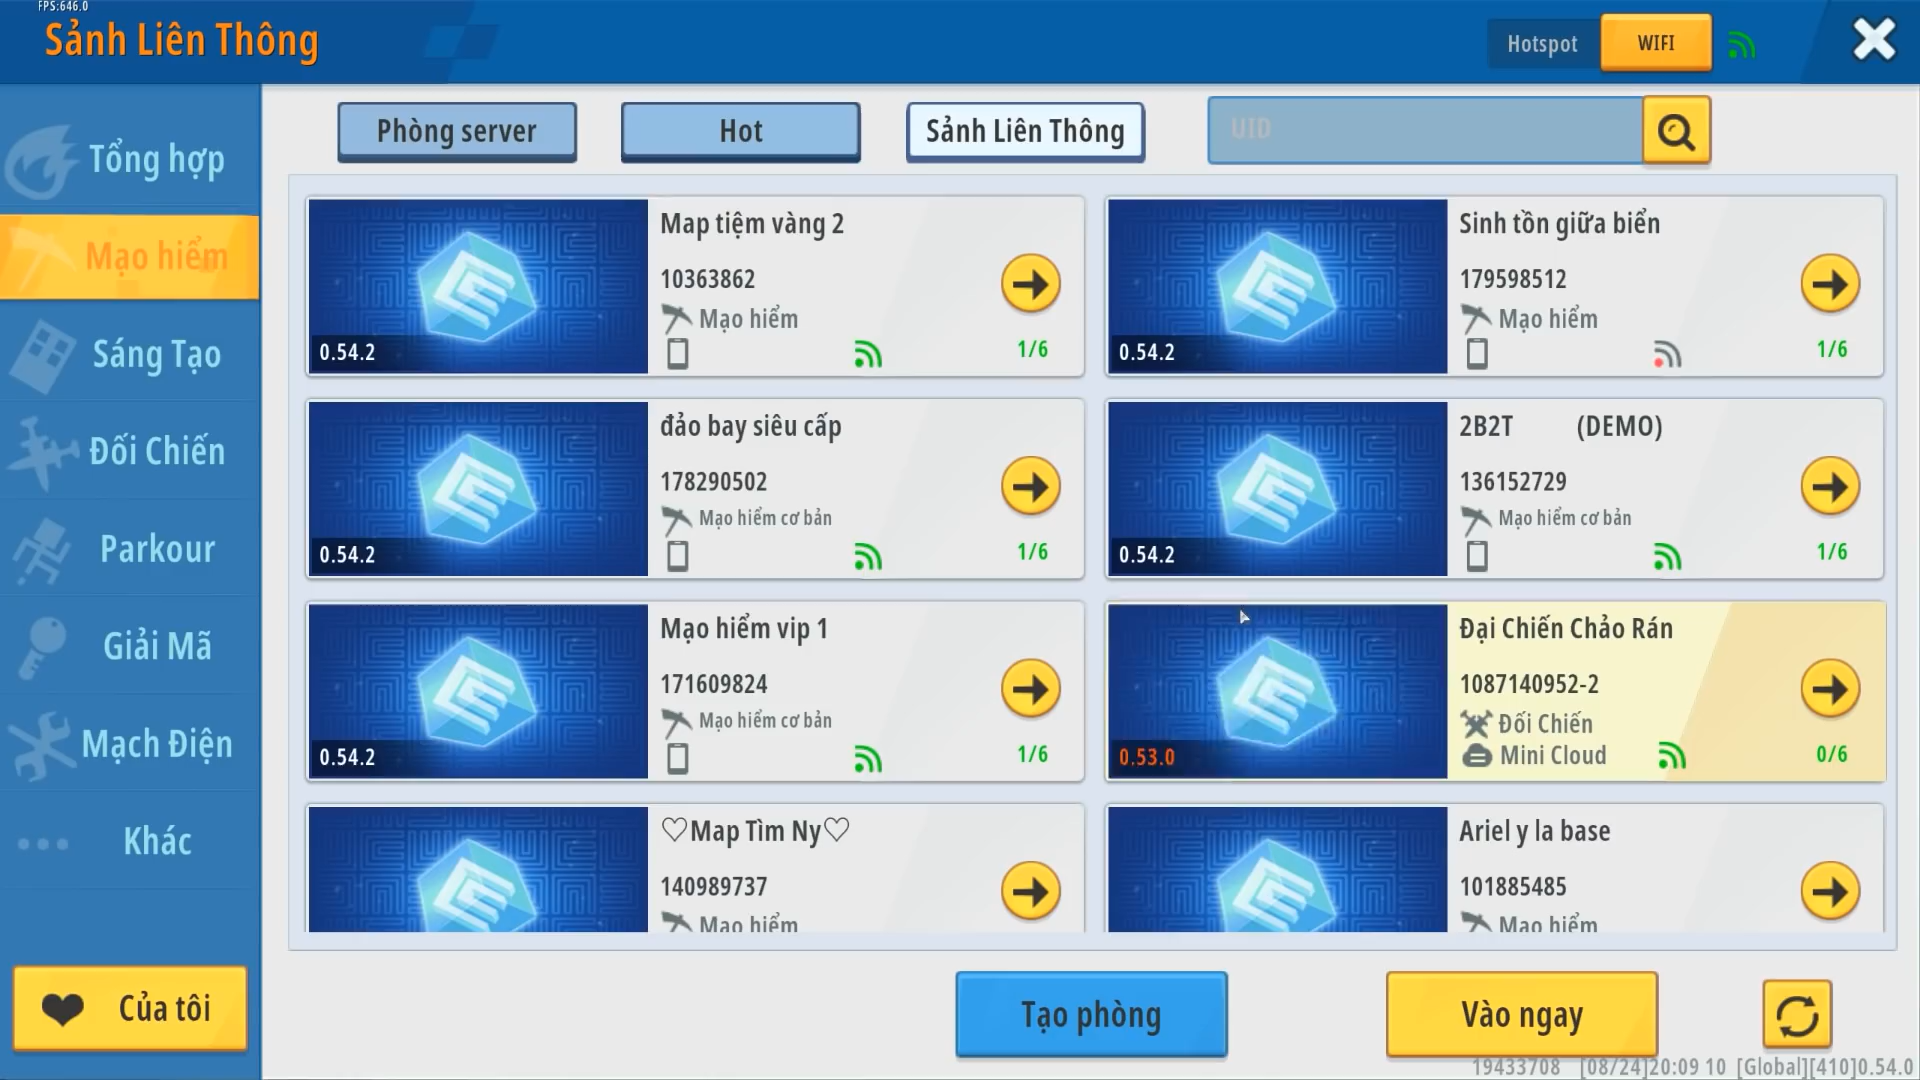 FPS:646.0
Sảnh Liên Thông
Hotspot
WIFI
Phòng server
Hot
Sảnh Liên Thông
UID
Tổng hợp
Mạo hiểm
Sáng Tạo
Đối Chiến
Parkour
Giải Mã
Mạch Điện
Khác
Của tôi
Map tiệm vàng 2
10363862
Mạo hiểm
0.54.2
1/6
Sinh tồn giữa biển
179598512
Mạo hiểm
0.54.2
1/6
đảo bay siêu cấp
178290502
Mạo hiểm cơ bản
0.54.2
1/6
2B2T (DEMO)
136152729
Mạo hiểm cơ bản
0.54.2
1/6
Mạo hiểm vip 1
171609824
Mạo hiểm cơ bản
0.54.2
1/6
Đại Chiến Chảo Rán
1087140952-2
Đối Chiến
Mini Cloud
0.53.0
0/6
♡Map Tìm Ny♡
140989737
Mạo hiểm
Ariel y la base
101885485
Mạo hiểm
Tạo phòng
Vào ngay
19433708 [08/24]20:09 10 [Global][410]0.54.0